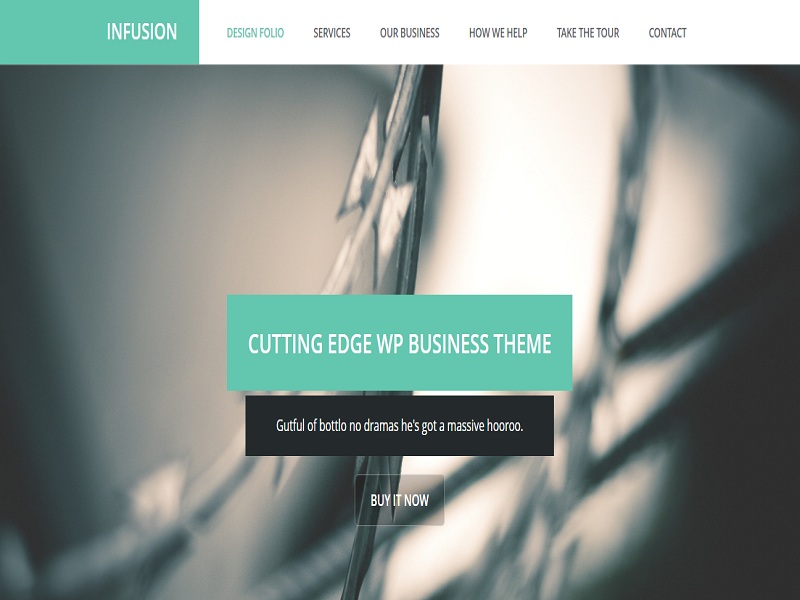 INFUSION
DESIGN FOLIO SERVICES OUR BUSINESS HOW WE HELP TAKE THE TOUR CONTACT
CUTTING EDGE WP BUSINESS THEME
Gutful of bottlo no dramas he's got a massive hooroo.
BUY IT NOW